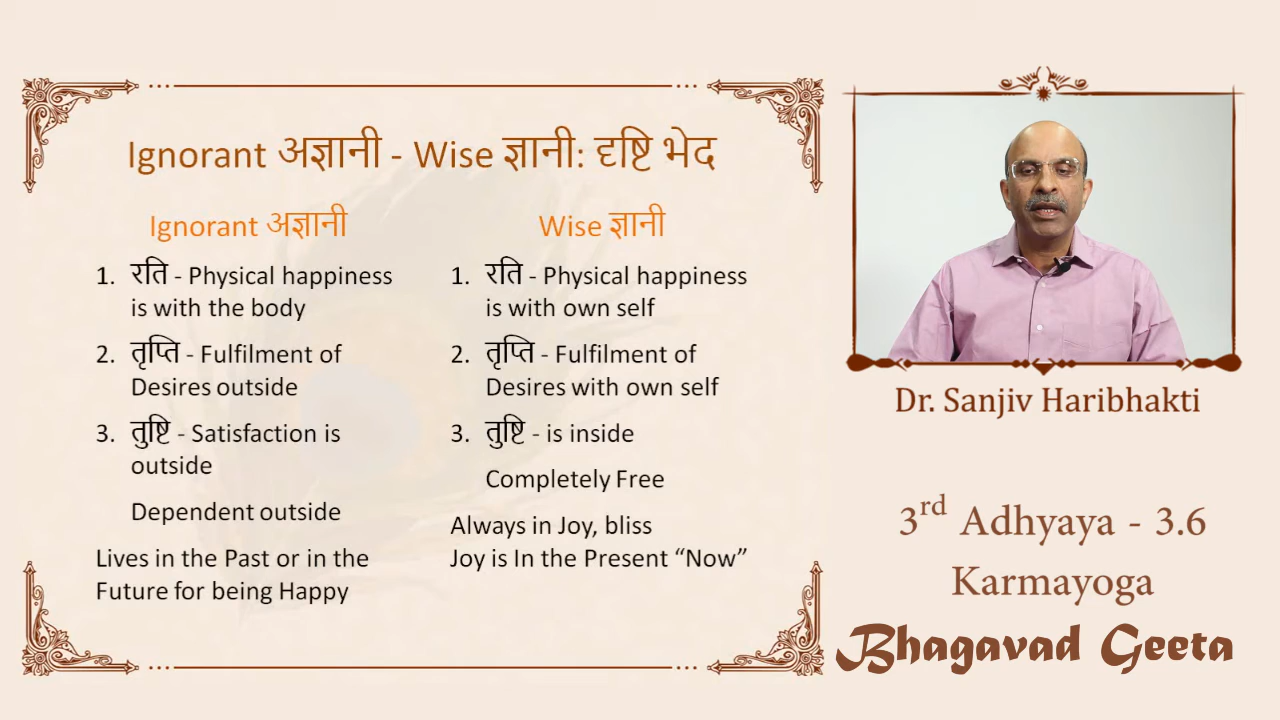 Ignorant अज्ञानी - Wise ज्ञानी: दृष्टि भेद
Ignorant अज्ञानी
1. रति - Physical happiness
is with the body
2. तृप्ति - Fulfilment of
Desires outside
3. तुष्टि - Satisfaction is
outside
Dependent outside
Lives in the Past or in the
Future for being Happy
Wise ज्ञानी
1. रति - Physical happiness
is with own self
2. तृप्ति - Fulfilment of
Desires with own self
3. तुष्टि - is inside
Completely Free
Always in Joy, bliss
Joy is In the Present “Now”
Dr. Sanjiv Haribhakti
3rd Adhyaya - 3.6
Karmayoga
Bhagavad Geeta